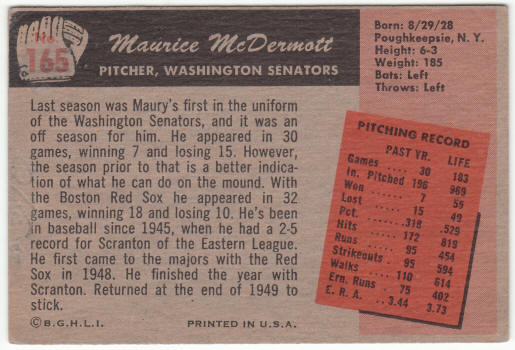 No.
165
Maurice McDermott
PITCHER, WASHINGTON SENATORS
Born: 8/29/28
Poughkeepsie, N. Y.
Height: 6-3
Weight: 185
Bats: Left
Throws: Left
Last season was Maury's first in the uniform
of the Washington Senators, and it was an
off season for him. He appeared in 30
games, winning 7 and losing 15. However,
the season prior to that is a better indica-
tion of what he can do on the mound. With
the Boston Red Sox he appeared in 32
games, winning 18 and losing 10. He's been
in baseball since 1945, when he had a 2-5
record for Scranton of the Eastern League.
He first came to the majors with the Red
Sox in 1948. He finished the year with
Scranton. Returned at the end of 1949 to
stick.
PITCHING RECORD
PAST YR. LIFE
Games 30 183
In. Pitched 196 969
Won 7 55
Lost 15 49
Pct. .318 .529
Hits 172 819
Runs 95 454
Strikeouts 95 594
Walks 110 614
Ern. Runs 75 402
E. R. A. 3.44 3.73
©B.G.H.L.I. PRINTED IN U.S.A.